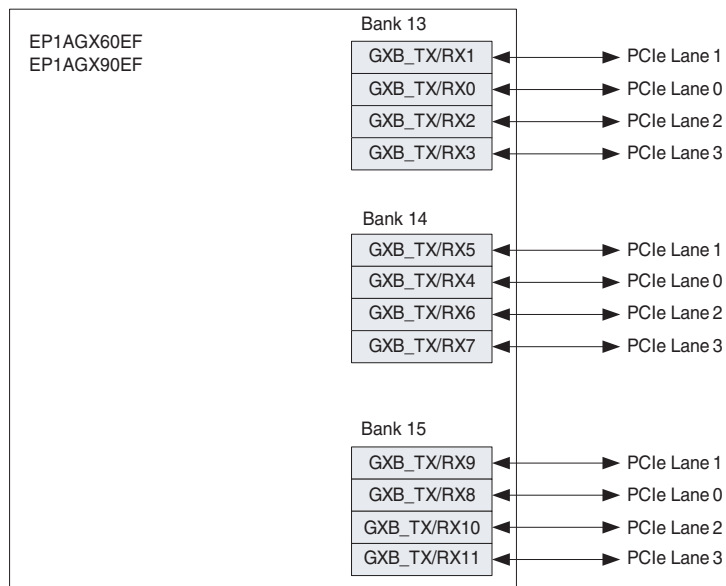 EP1AGX60EF
EP1AGX90EF
Bank 13
GXB_TX/RX1 PCIe Lane 1
GXB_TX/RX0 PCIe Lane 0
GXB_TX/RX2 PCIe Lane 2
GXB_TX/RX3 PCIe Lane 3
Bank 14
GXB_TX/RX5 PCIe Lane 1
GXB_TX/RX4 PCIe Lane 0
GXB_TX/RX6 PCIe Lane 2
GXB_TX/RX7 PCIe Lane 3
Bank 15
GXB_TX/RX9 PCIe Lane 1
GXB_TX/RX8 PCIe Lane 0
GXB_TX/RX10 PCIe Lane 2
GXB_TX/RX11 PCIe Lane 3